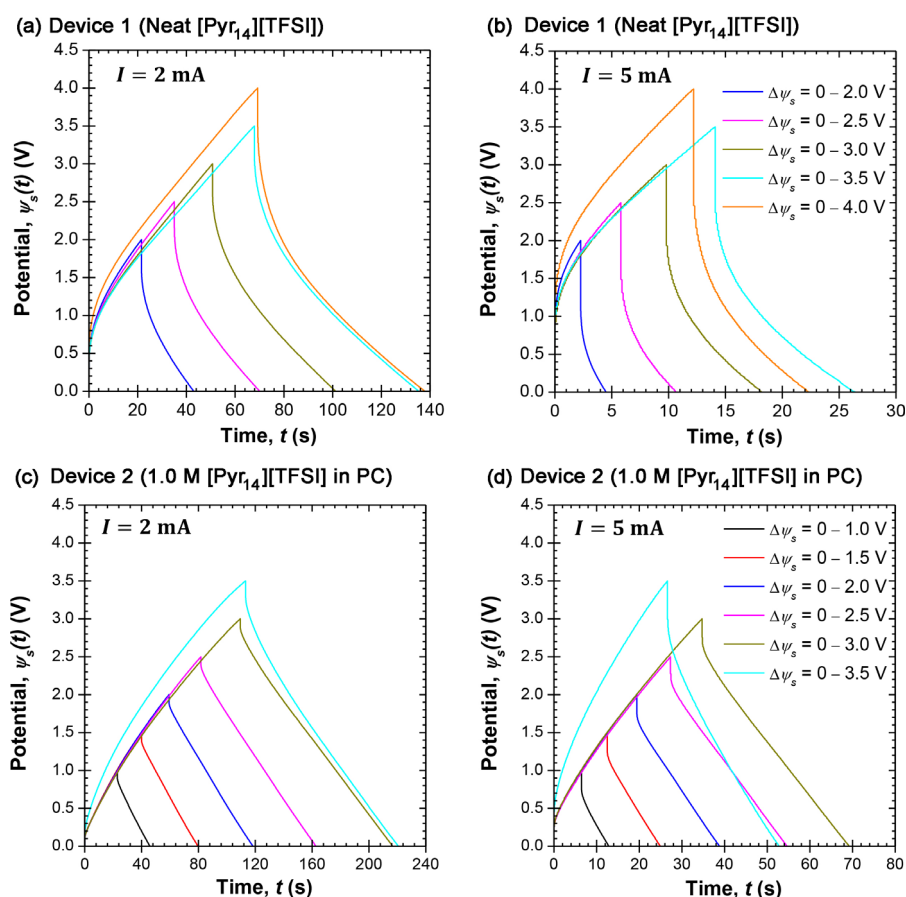 (a) Device 1 (Neat [Pyr₁₄][TFSI])
I = 2 mA
4.5
4.0
3.5
3.0
2.5
2.0
1.5
1.0
0.5
0.0
Potential, ψₛ(t) (V)
0 20 40 60 80 100 120 140
Time, t (s)
(b) Device 1 (Neat [Pyr₁₄][TFSI])
I = 5 mA
Δψₛ = 0 – 2.0 V
Δψₛ = 0 – 2.5 V
Δψₛ = 0 – 3.0 V
Δψₛ = 0 – 3.5 V
Δψₛ = 0 – 4.0 V
4.5
4.0
3.5
3.0
2.5
2.0
1.5
1.0
0.5
0.0
Potential, ψₛ(t) (V)
0 5 10 15 20 25 30
Time, t (s)
(c) Device 2 (1.0 M [Pyr₁₄][TFSI] in PC)
I = 2 mA
4.5
4.0
3.5
3.0
2.5
2.0
1.5
1.0
0.5
0.0
Potential, ψₛ(t) (V)
0 40 80 120 160 200 240
Time, t (s)
(d) Device 2 (1.0 M [Pyr₁₄][TFSI] in PC)
I = 5 mA
Δψₛ = 0 – 1.0 V
Δψₛ = 0 – 1.5 V
Δψₛ = 0 – 2.0 V
Δψₛ = 0 – 2.5 V
Δψₛ = 0 – 3.0 V
Δψₛ = 0 – 3.5 V
4.5
4.0
3.5
3.0
2.5
2.0
1.5
1.0
0.5
0.0
Potential, ψₛ(t) (V)
0 10 20 30 40 50 60 70 80
Time, t (s)